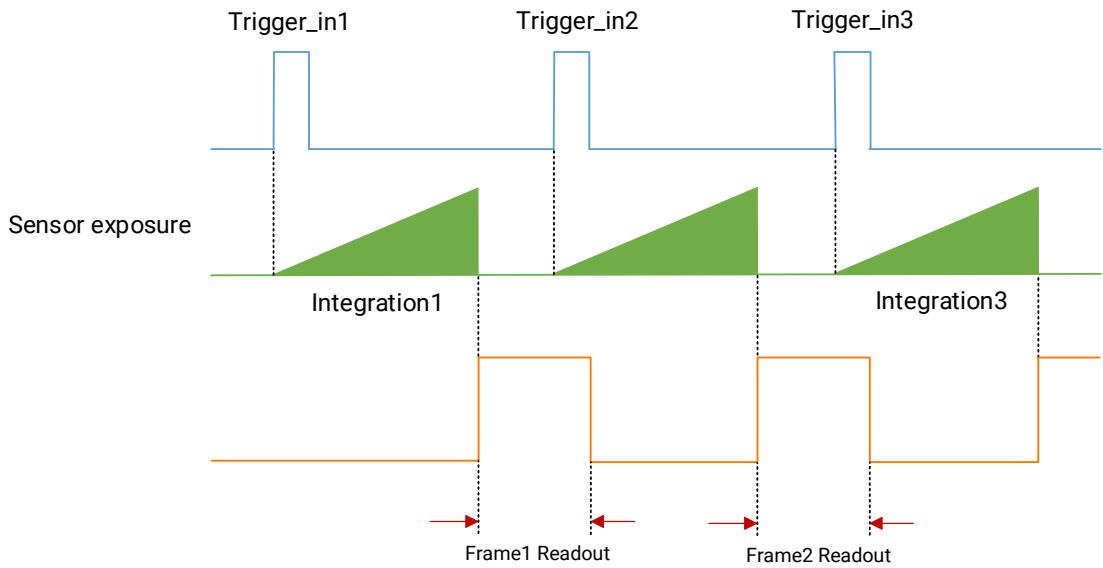 Trigger_in1
Trigger_in2
Trigger_in3
Sensor exposure
Integration1
Integration3
Frame1 Readout
Frame2 Readout